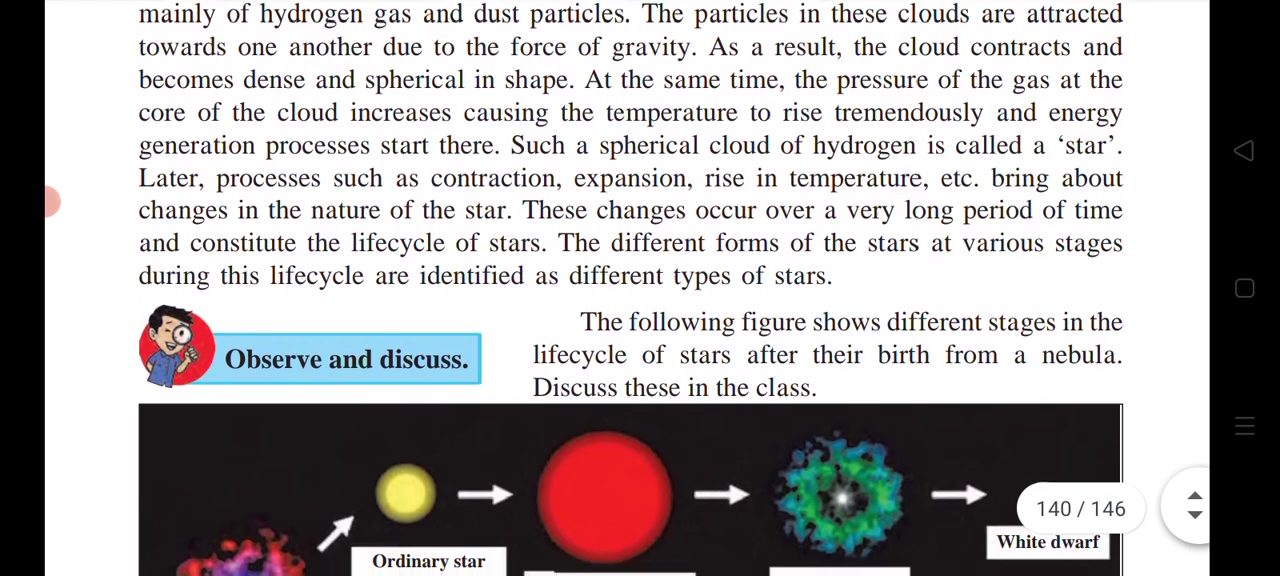 mainly of hydrogen gas and dust particles. The particles in these clouds are attracted
towards one another due to the force of gravity. As a result, the cloud contracts and
becomes dense and spherical in shape. At the same time, the pressure of the gas at the
core of the cloud increases causing the temperature to rise tremendously and energy
generation processes start there. Such a spherical cloud of hydrogen is called a ‘star’.
Later, processes such as contraction, expansion, rise in temperature, etc. bring about
changes in the nature of the star. These changes occur over a very long period of time
and constitute the lifecycle of stars. The different forms of the stars at various stages
during this lifecycle are identified as different types of stars.
Observe and discuss.
The following figure shows different stages in the
lifecycle of stars after their birth from a nebula.
Discuss these in the class.
140 / 146
White dwarf
Ordinary star